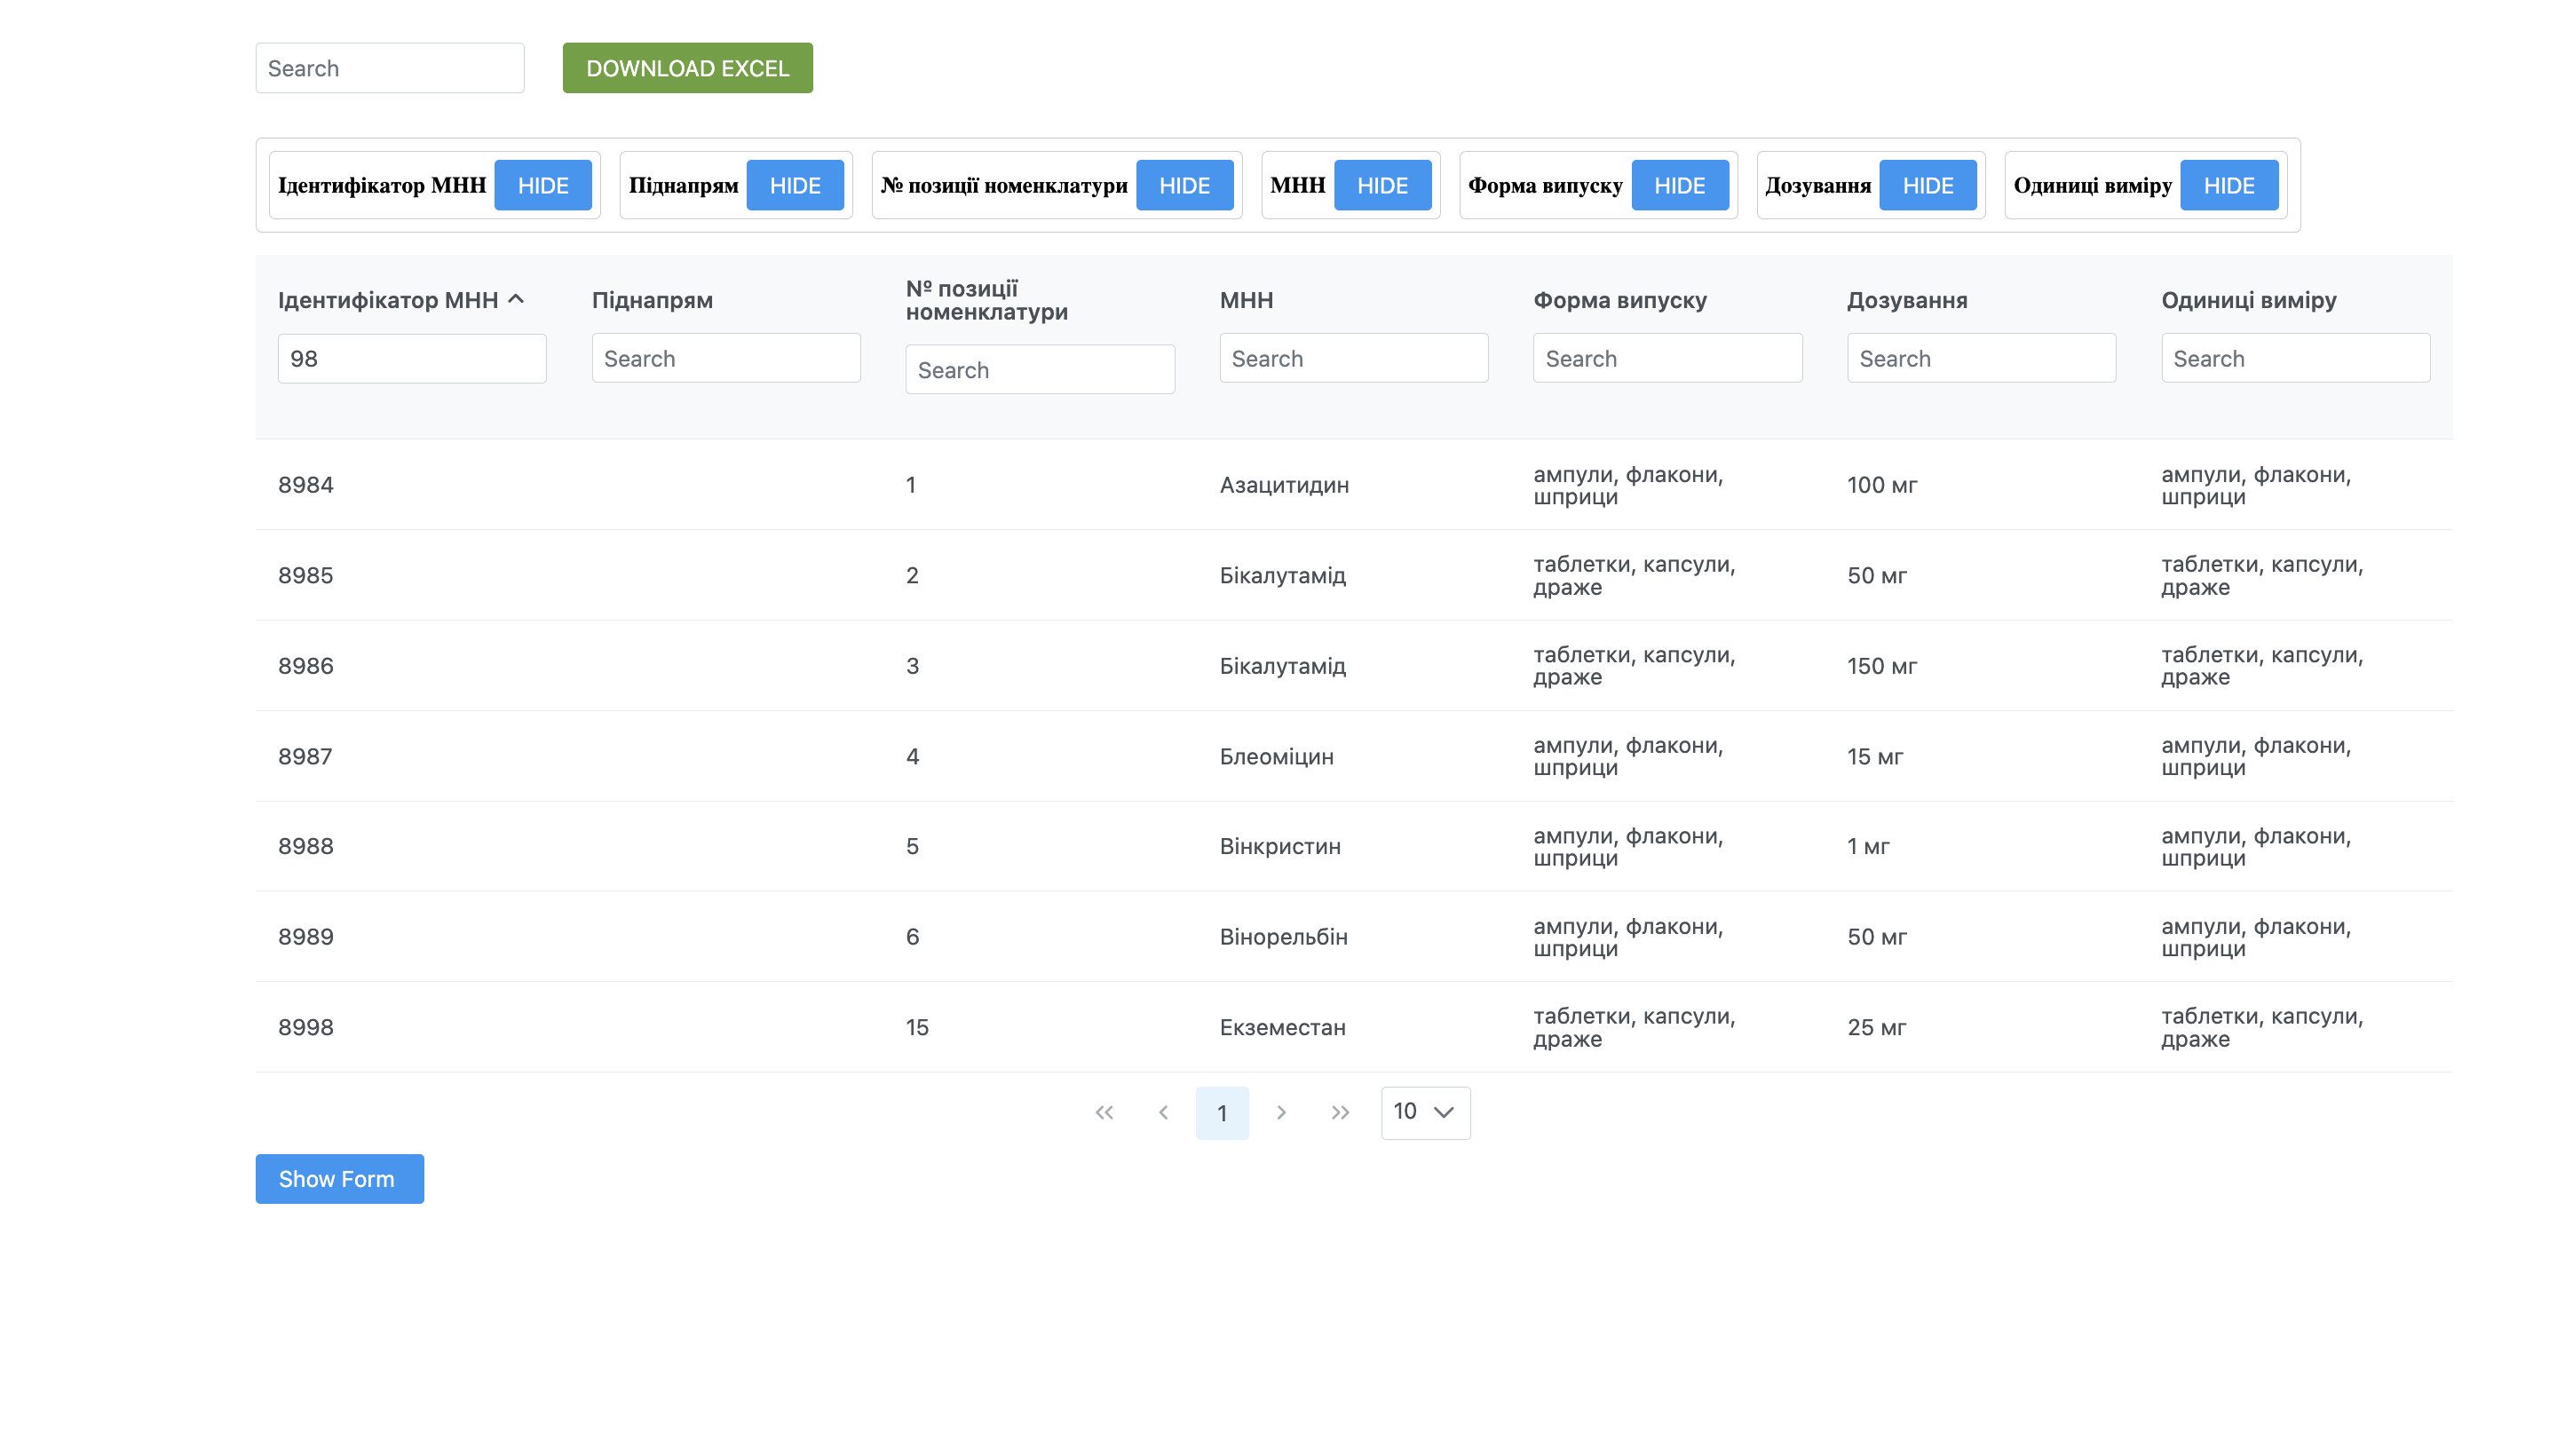 Search
DOWNLOAD EXCEL
Ідентифікатор МНН HIDE Піднапрям HIDE № позиції номенклатури HIDE МНН HIDE Форма випуску HIDE Дозування HIDE Одиниці виміру HIDE
Ідентифікатор МНН Піднапрям № позиції номенклатури МНН Форма випуску Дозування Одиниці виміру
98 Search Search Search Search Search Search
8984 1 Азацитидин ампули, флакони, шприци 100 мг ампули, флакони, шприци
8985 2 Бікалутамід таблетки, капсули, драже 50 мг таблетки, капсули, драже
8986 3 Бікалутамід таблетки, капсули, драже 150 мг таблетки, капсули, драже
8987 4 Блеоміцин ампули, флакони, шприци 15 мг ампули, флакони, шприци
8988 5 Вінкристин ампули, флакони, шприци 1 мг ампули, флакони, шприци
8989 6 Вінорельбін ампули, флакони, шприци 50 мг ампули, флакони, шприци
8998 15 Екземестан таблетки, капсули, драже 25 мг таблетки, капсули, драже
1 10
Show Form